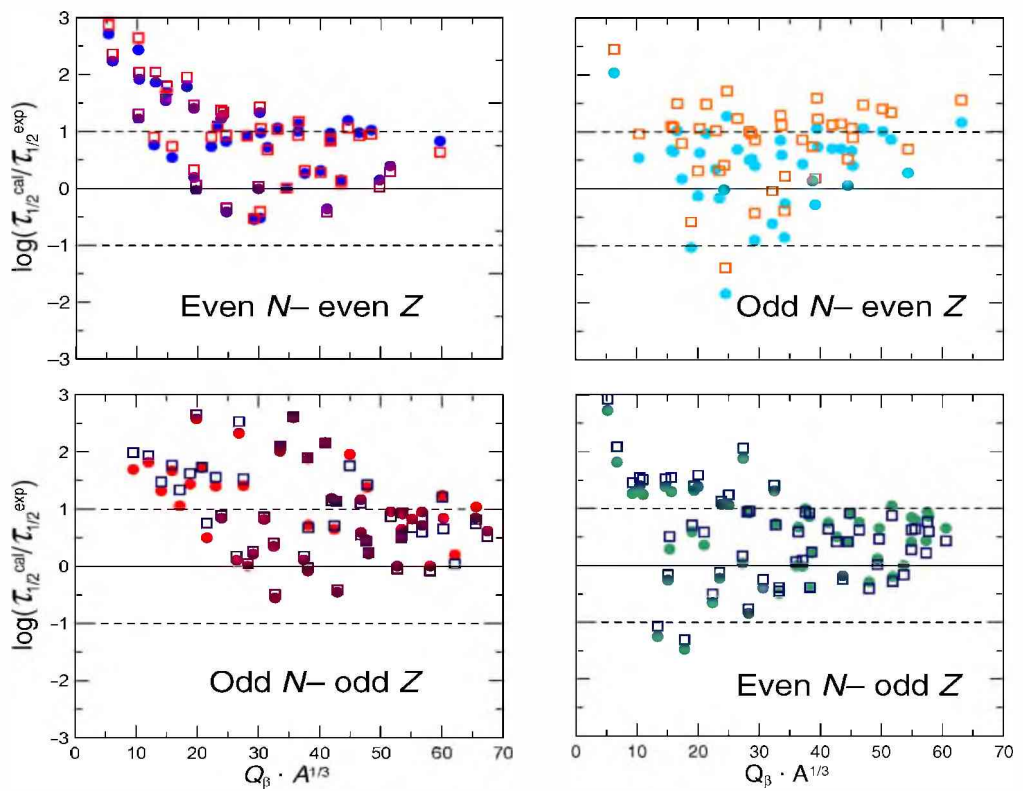 3
2
1
0
−1
−2
−3
log(τ₁/₂ᶜᵃˡ/τ₁/₂ᵉˣᵖ)
Even N– even Z
Odd N– even Z
3
2
1
0
−1
−2
−3
log(τ₁/₂ᶜᵃˡ/τ₁/₂ᵉˣᵖ)
Odd N– odd Z
Even N– odd Z
0 10 20 30 40 50 60 70
0 10 20 30 40 50 60 70
Qᵦ · A¹/³
Qᵦ · A¹/³